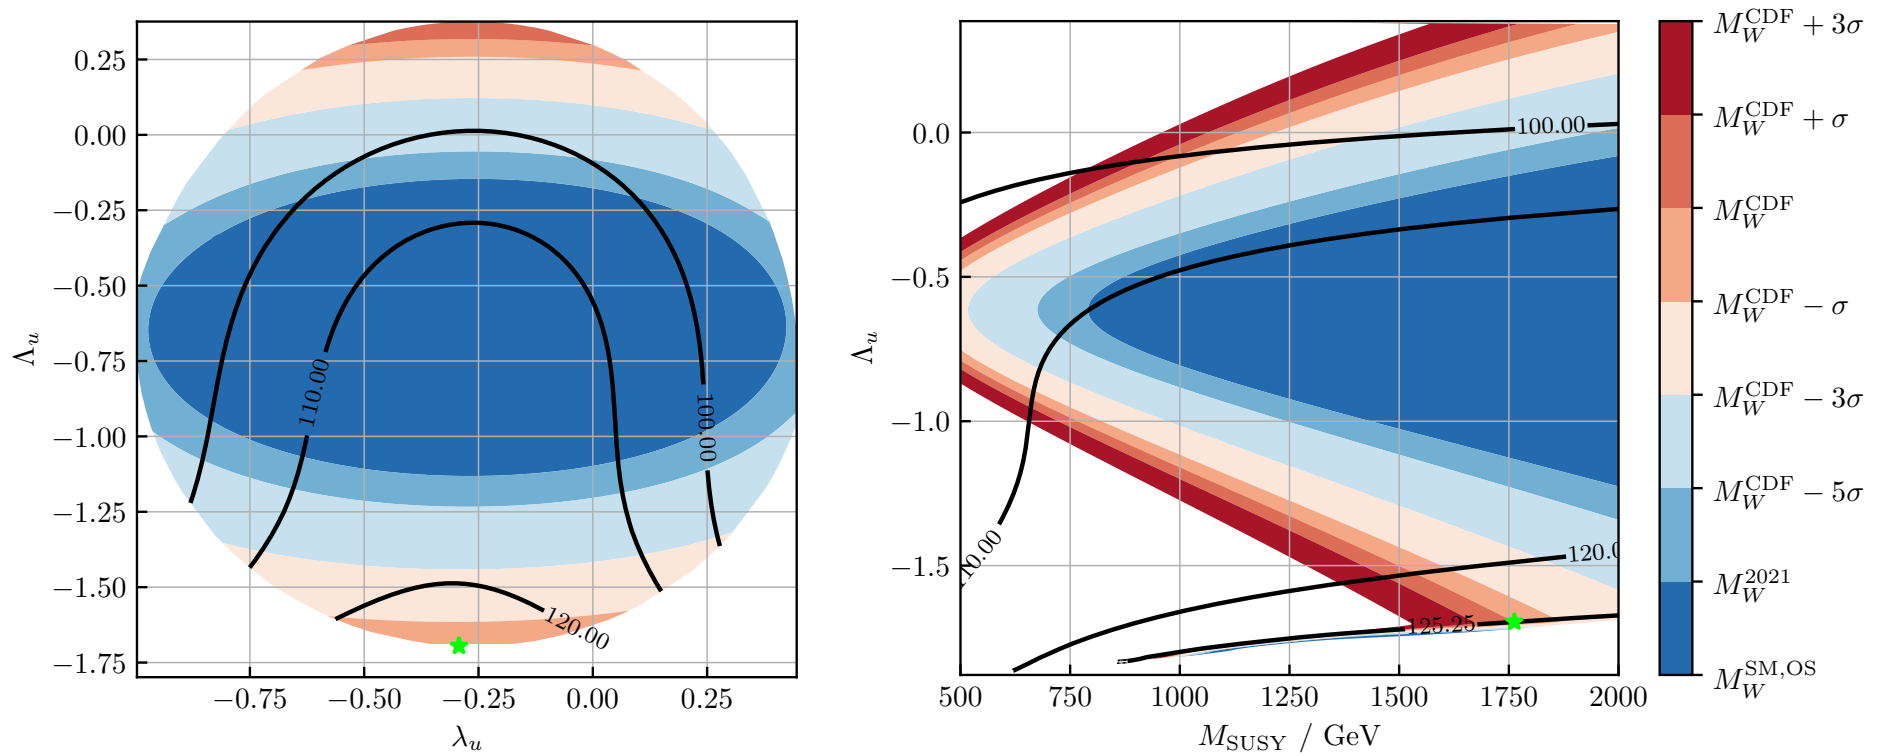 0.25
0.00
−0.25
−0.50
−0.75
−1.00
−1.25
−1.50
−1.75
Λu
110.00
100.00
120.00
−0.75 −0.50 −0.25 0.00 0.25
λu
0.0
−0.5
−1.0
−1.5
Λu
100.00
110.00
120.0
125.25
500 750 1000 1250 1500 1750 2000
M_SUSY / GeV
M_W^CDF + 3σ
M_W^CDF + σ
M_W^CDF
M_W^CDF − σ
M_W^CDF − 3σ
M_W^CDF − 5σ
M_W^2021
M_W^SM,OS